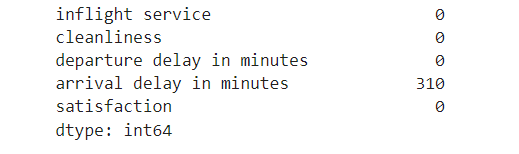 inflight service 0
cleanliness 0
departure delay in minutes 0
arrival delay in minutes 310
satisfaction 0
dtype: int64